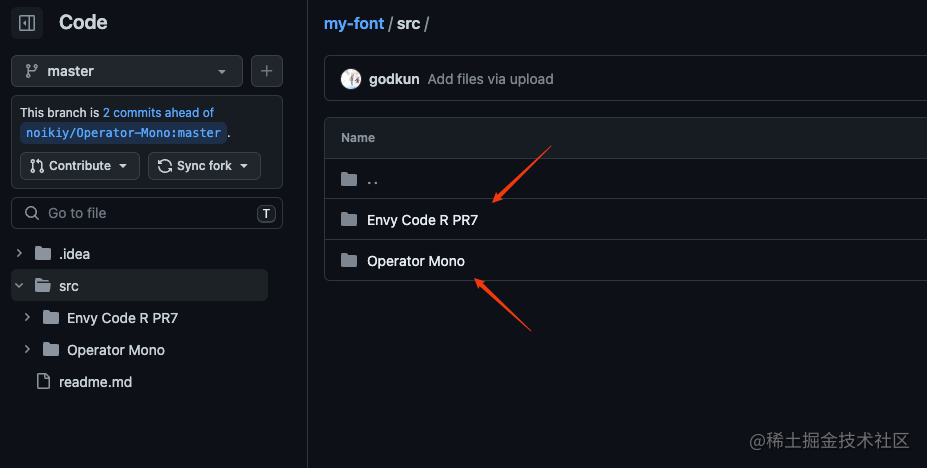 Code
master
This branch is 2 commits ahead of
noikiy/Operator-Mono:master .
Contribute
Sync fork
Go to file
T
.idea
src
Envy Code R PR7
Operator Mono
readme.md
my-font / src /
godkun Add files via upload
Name
..
Envy Code R PR7
Operator Mono
@稀土掘金技术社区